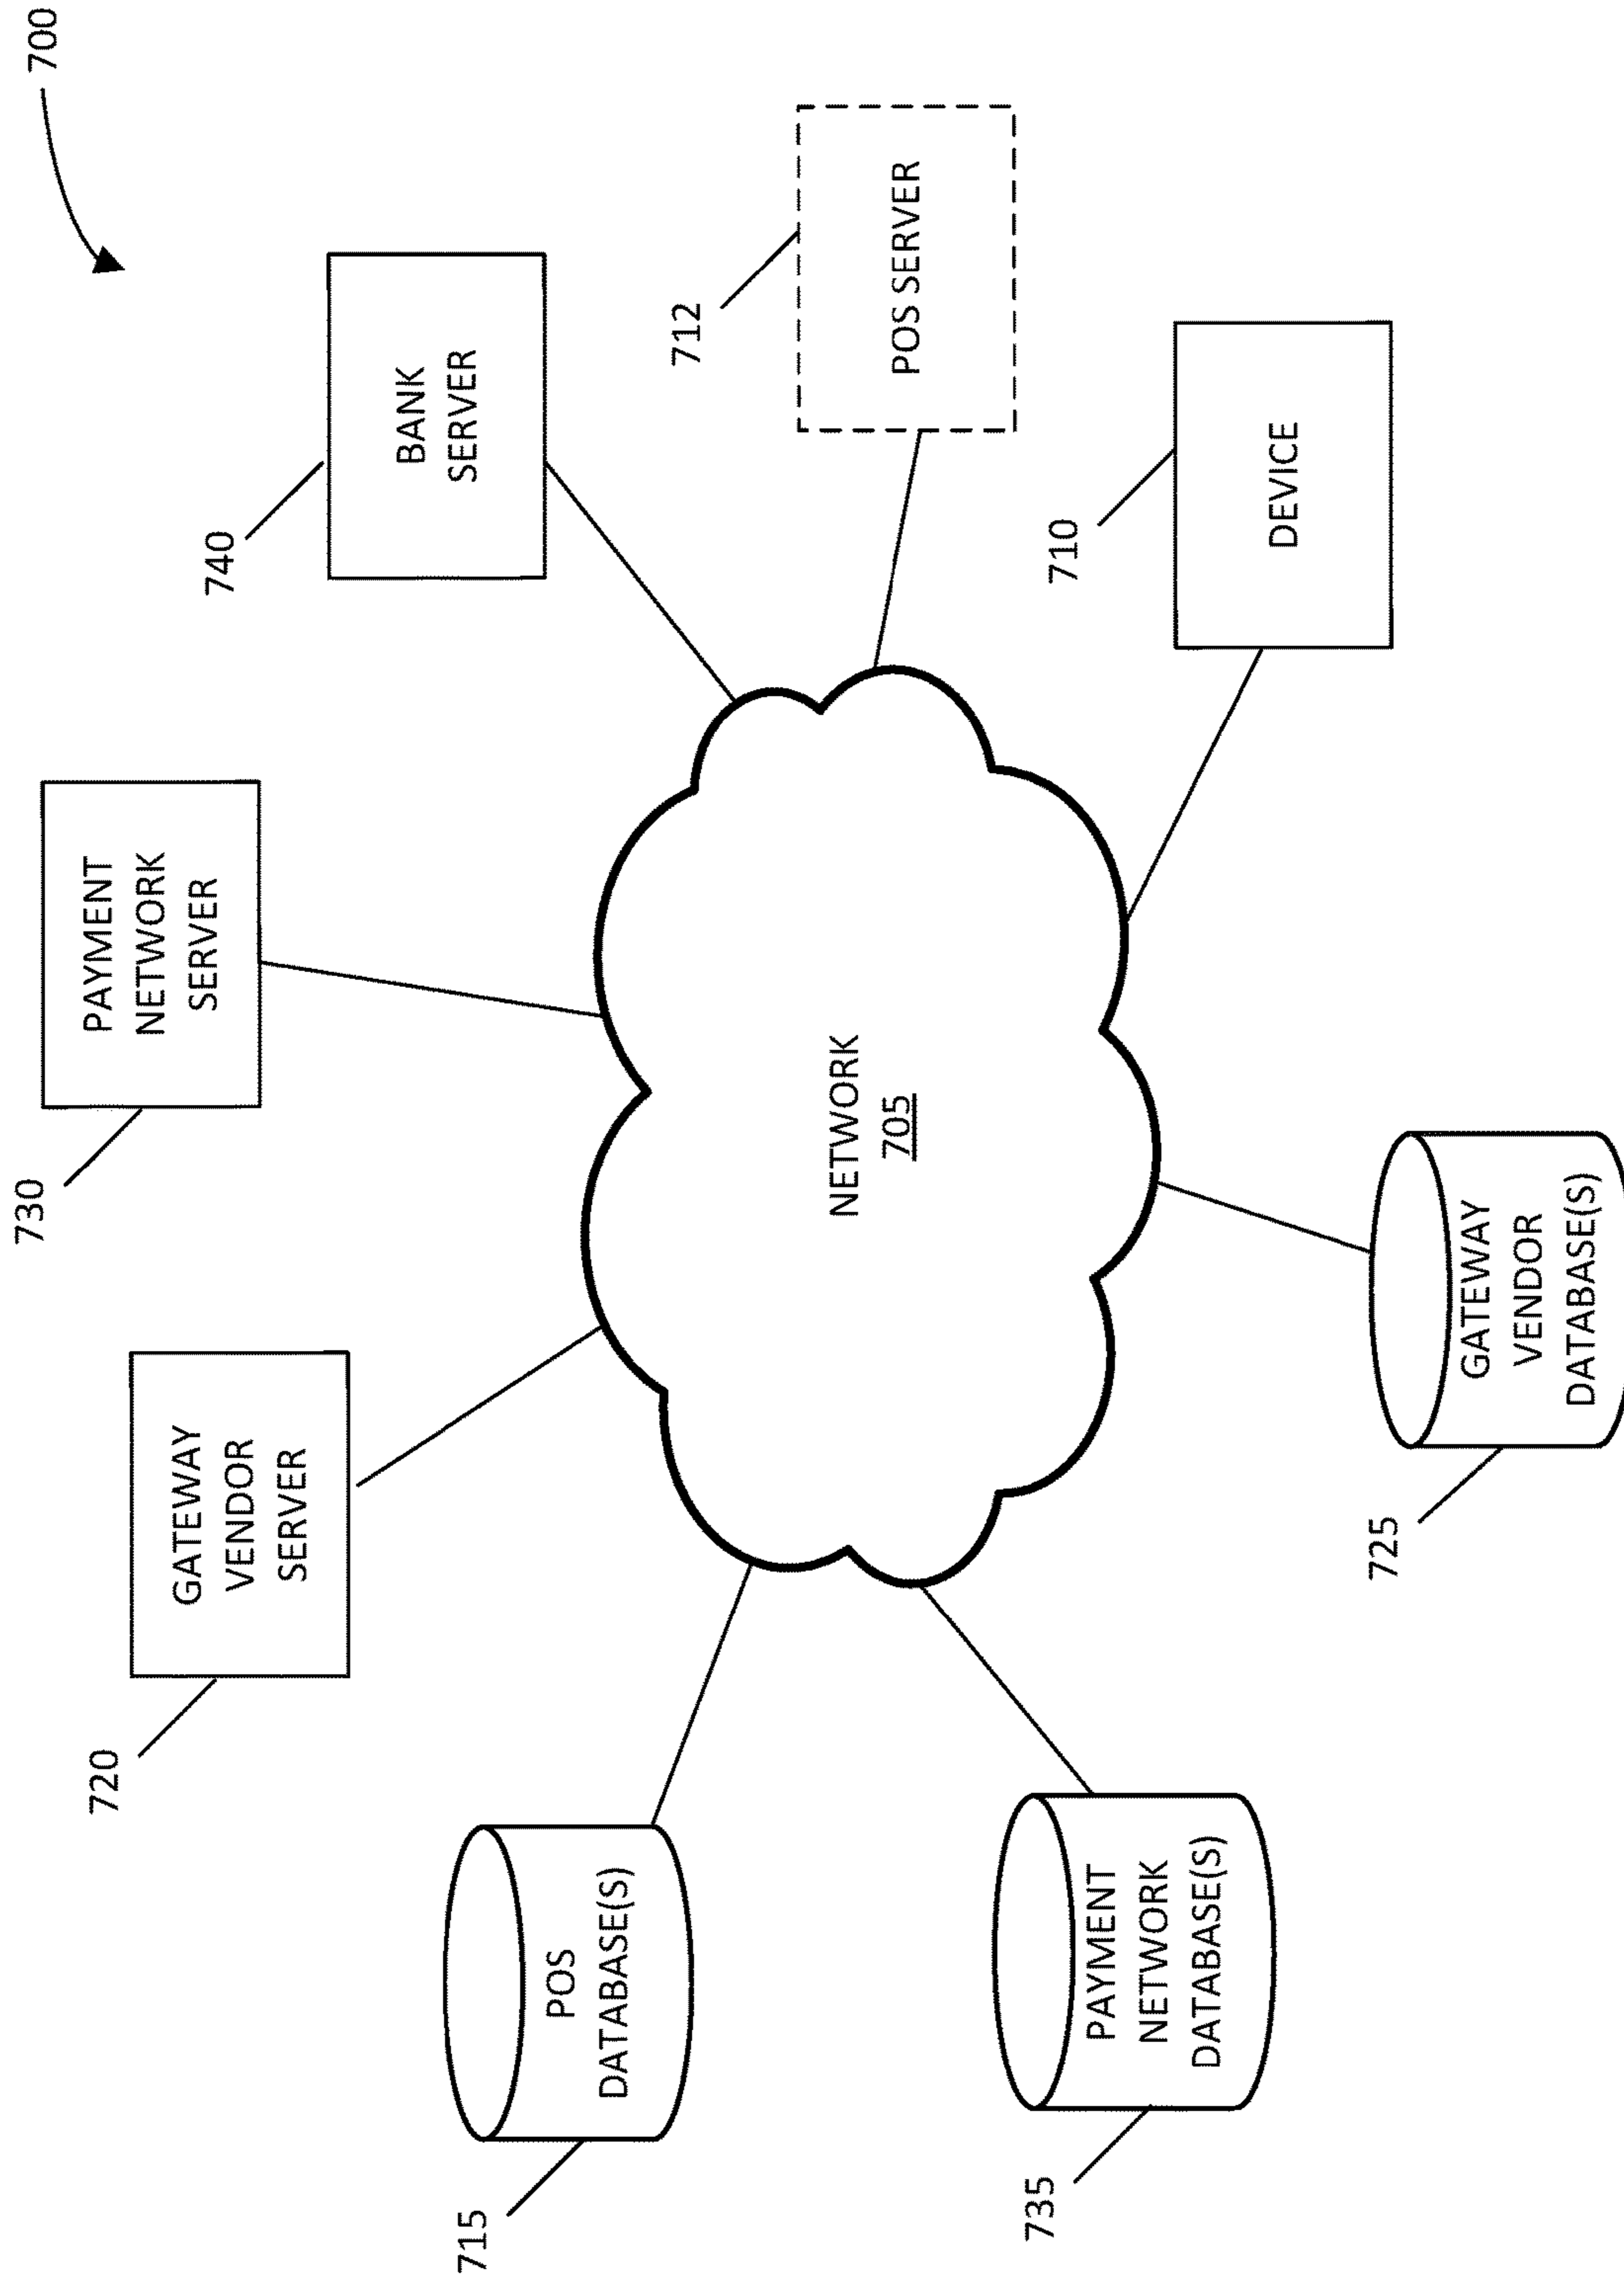 700
730
PAYMENT
NETWORK
SERVER
740
BANK
SERVER
720
GATEWAY
VENDOR
SERVER
712
POS SERVER
715
POS
DATABASE(S)
NETWORK
705
710
DEVICE
735
PAYMENT
NETWORK
DATABASE(S)
725
GATEWAY
VENDOR
DATABASE(S)